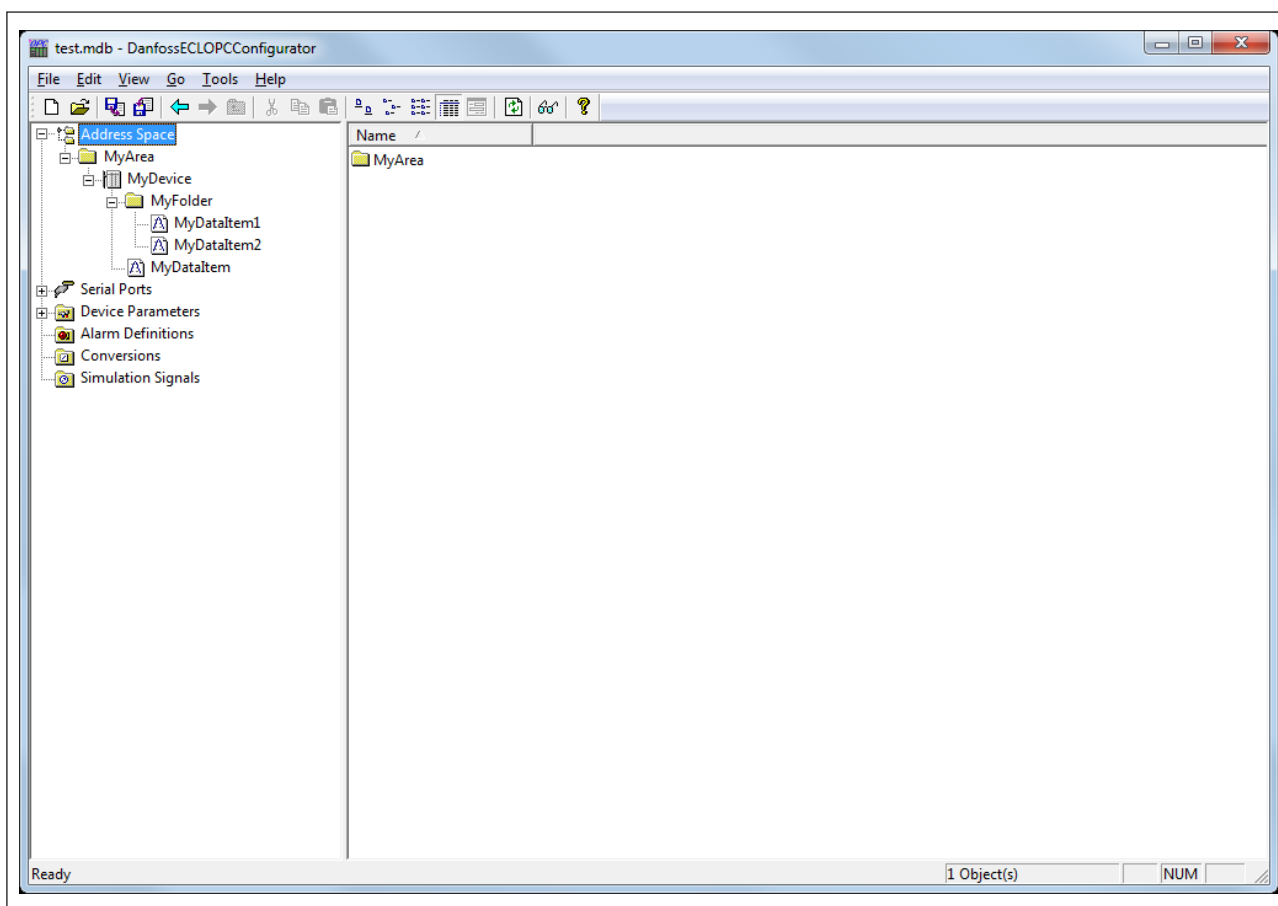 test.mdb - DanfossECLOPCConfigurator
File Edit View Go Tools Help
Address Space
MyArea
MyDevice
MyFolder
MyDataItem1
MyDataItem2
MyDataItem
Serial Ports
Device Parameters
Alarm Definitions
Conversions
Simulation Signals
Name
MyArea
Ready 1 Object(s) NUM